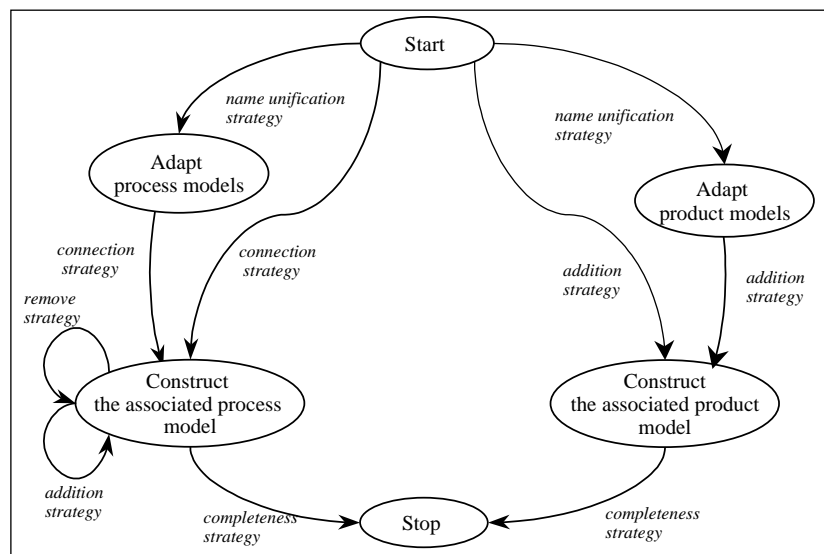 Start
name unification
strategy
name unification
strategy
Adapt
process models
Adapt
product models
connection
strategy
connection
strategy
addition
strategy
addition
strategy
remove
strategy
Construct
the associated process
model
Construct
the associated product
model
addition
strategy
completeness
strategy
Stop
completeness
strategy